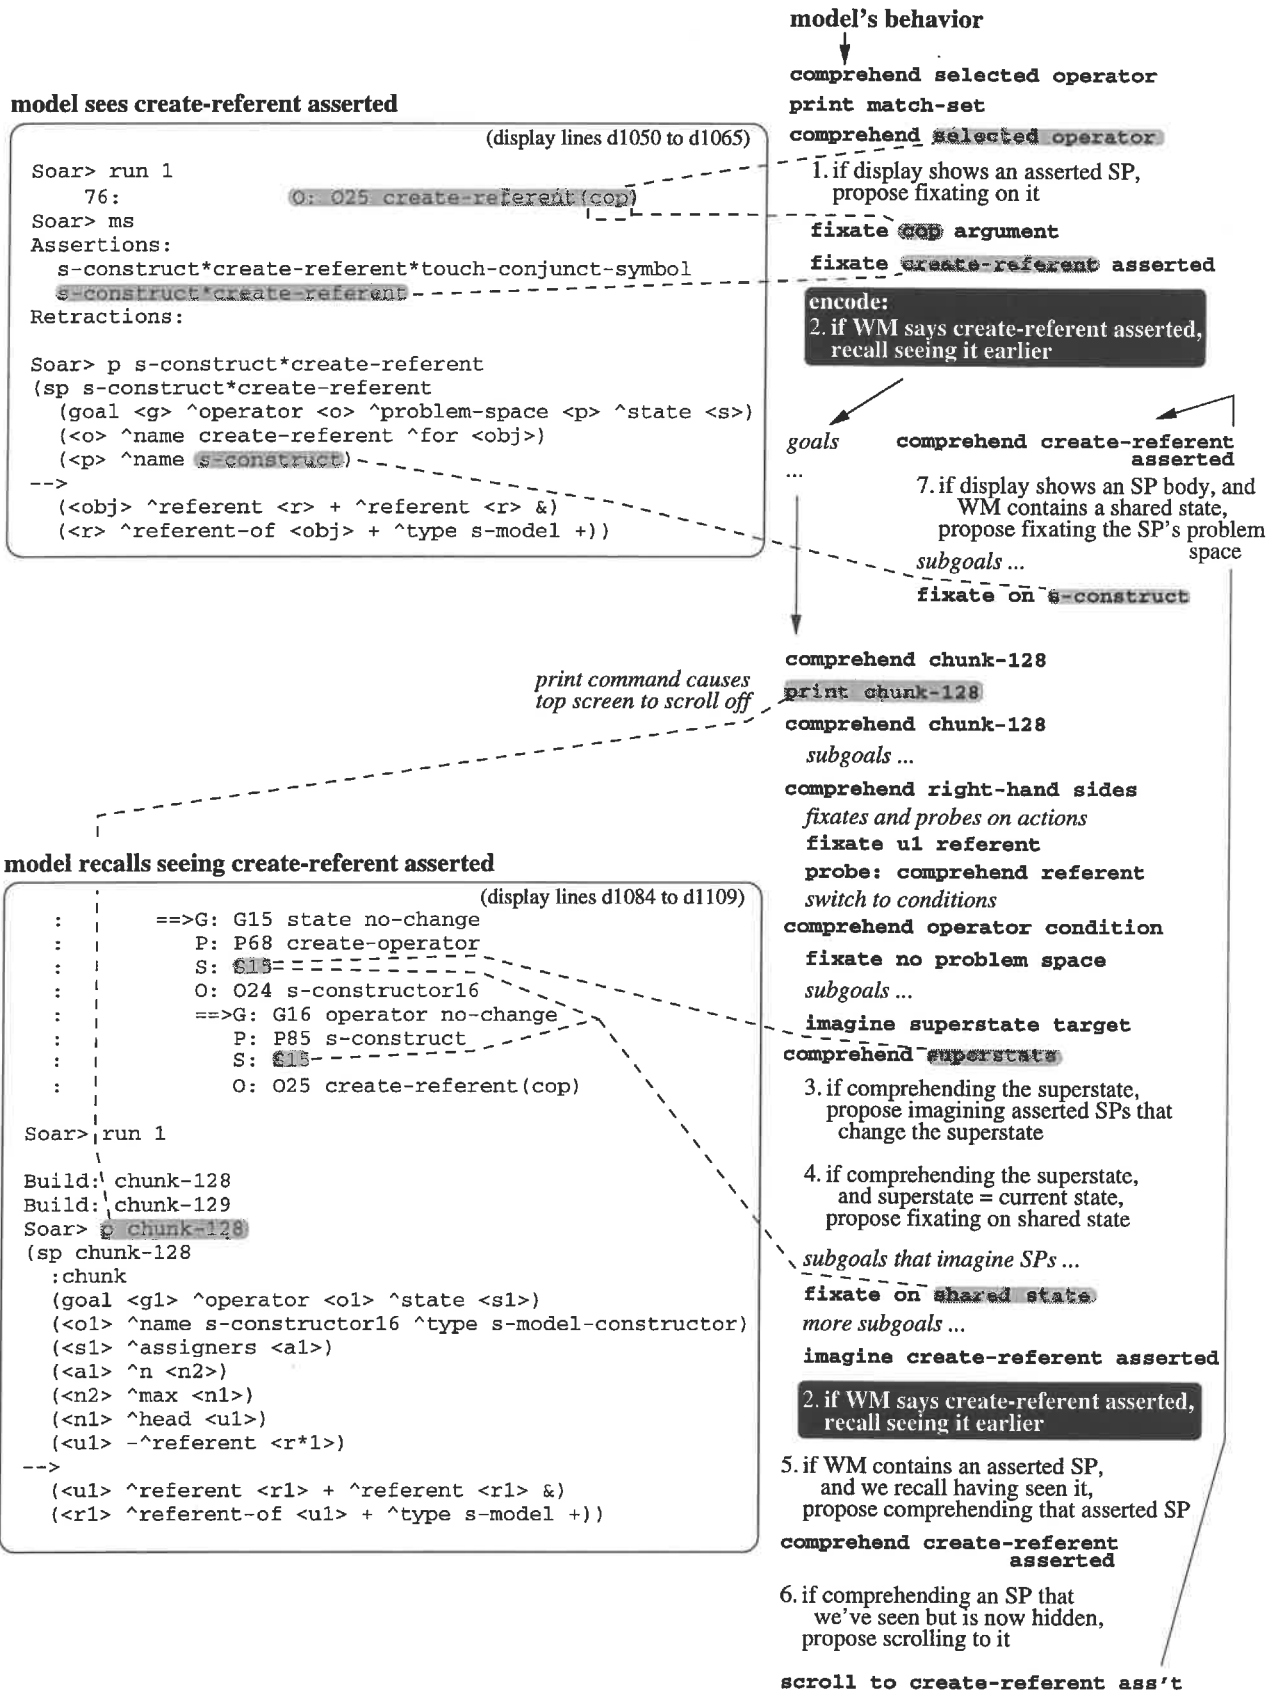 model's behavior
comprehend selected operator
print match-set
comprehend selected operator
1. if display shows an asserted SP,
propose fixating on it
fixate cop argument
fixate create-referent asserted
encode:
2. if WM says create-referent asserted,
recall seeing it earlier
model sees create-referent asserted
(display lines d1050 to d1065)
Soar> run 1
76: O: O25 create-referent(cop)
Soar> ms
Assertions:
s-construct*create-referent*touch-conjunct-symbol
s-construct*create-referent
Retractions:
Soar> p s-construct*create-referent
(sp s-construct*create-referent
(goal <g> ^operator <o> ^problem-space <p> ^state <s>)
(<o> ^name create-referent ^for <obj>)
(<p> ^name s-construct)
-->
(<obj> ^referent <r> + ^referent <r> &)
(<r> ^referent-of <obj> + ^type s-model +))
goals
...
comprehend create-referent
asserted
7. if display shows an SP body, and
WM contains a shared state,
propose fixating the SP's problem
space
subgoals ...
fixate on s-construct
comprehend chunk-128
print command causes
top screen to scroll off
print chunk-128
comprehend chunk-128
subgoals ...
comprehend right-hand sides
fixates and probes on actions
fixate u1 referent
probe: comprehend referent
switch to conditions
comprehend operator condition
fixate no problem space
subgoals ...
imagine superstate target
comprehend superstate
3. if comprehending the superstate,
propose imagining asserted SPs that
change the superstate
4. if comprehending the superstate,
and superstate = current state,
propose fixating on shared state
subgoals that imagine SPs ...
fixate on shared state
more subgoals ...
imagine create-referent asserted
2. if WM says create-referent asserted,
recall seeing it earlier
5. if WM contains an asserted SP,
and we recall having seen it,
propose comprehending that asserted SP
comprehend create-referent
asserted
6. if comprehending an SP that
we've seen but is now hidden,
propose scrolling to it
scroll to create-referent ass't
model recalls seeing create-referent asserted
(display lines d1084 to d1109)
: ==>G: G15 state no-change
: P: P68 create-operator
: S: S15
: O: O24 s-constructor16
: ==>G: G16 operator no-change
: P: P85 s-construct
: S: S15
: O: O25 create-referent(cop)
Soar> run 1
Build: chunk-128
Build: chunk-129
Soar> p chunk-128
(sp chunk-128
:chunk
(goal <g1> ^operator <o1> ^state <s1>)
(<o1> ^name s-constructor16 ^type s-model-constructor)
(<s1> ^assigners <a1>)
(<a1> ^n <n2>)
(<n2> ^max <n1>)
(<n1> ^head <u1>)
(<u1> -^referent <r*1>)
-->
(<u1> ^referent <r1> + ^referent <r1> &)
(<r1> ^referent-of <u1> + ^type s-model +))